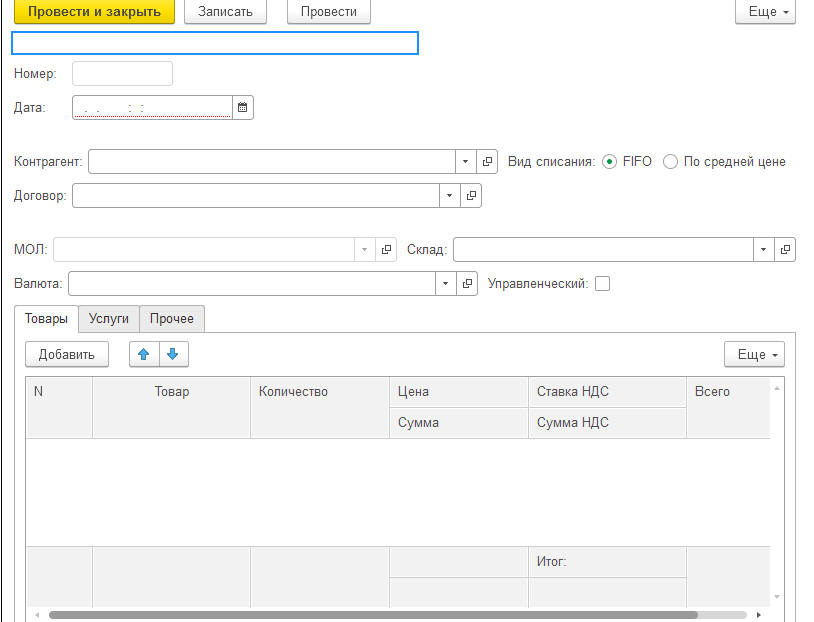 Провести и закрыть Записать Провести Еще
Номер:
Дата: . . : :
Контрагент: Вид списания: FIFO По средней цене
Договор:
МОЛ: Склад:
Валюта: Управленческий:
Товары Услуги Прочее
Добавить Еще
N Товар Количество Цена Ставка НДС Всего
Сумма Сумма НДС
Итог: